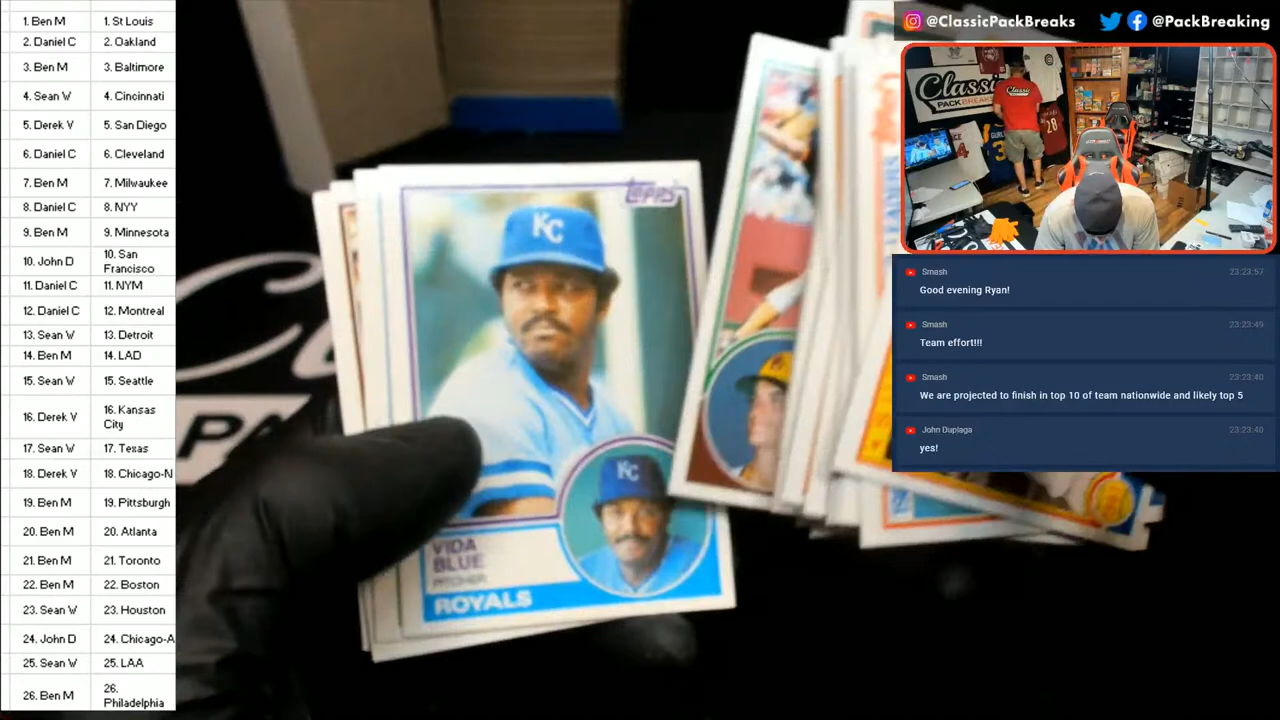 1. Ben M 1. St Louis
2. Daniel C 2. Oakland
3. Ben M 3. Baltimore
4. Sean W 4. Cincinnati
5. Derek V 5. San Diego
6. Daniel C 6. Cleveland
7. Ben M 7. Milwaukee
8. Daniel C 8. NYY
9. Ben M 9. Minnesota
10. John D 10. San
Francisco
11. Daniel C 11. NYM
12. Daniel C 12. Montreal
13. Sean W 13. Detroit
14. Ben M 14. LAD
15. Sean W 15. Seattle
16. Derek V 16. Kansas
City
17. Sean W 17. Texas
18. Derek V 18. Chicago-N
19. Ben M 19. Pittsburgh
20. Ben M 20. Atlanta
21. Ben M 21. Toronto
22. Ben M 22. Boston
23. Sean W 23. Houston
24. John D 24. Chicago-A
25. Sean W 25. LAA
26. Ben M 26.
Philadelphia
Topps
KC
KC
VIDA
BLUE
PITCHER
ROYALS
@ClassicPackBreaks @PackBreaking
Classic
PACK BREAKS
Classic
28
Smash 23:23:57
Good evening Ryan!
Smash 23:23:49
Team effort!!!
Smash 23:23:40
We are projected to finish in top 10 of team nationwide and likely top 5
John Duplaga 23:23:40
yes!